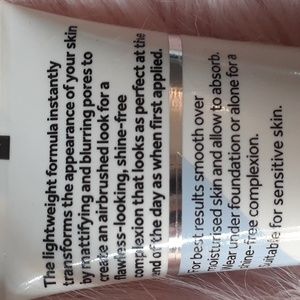 The lightweight formula instantly
transforms the appearance of your skin
by mattifying and blurring pores to
create an airbrushed look for a
flawless-looking, shine-free
complexion that looks as perfect at the
end of the day as when first applied.
For best results smooth over
moisturised skin and allow to absorb.
Wear under foundation or alone for a
shine-free complexion.
Suitable for sensitive skin.